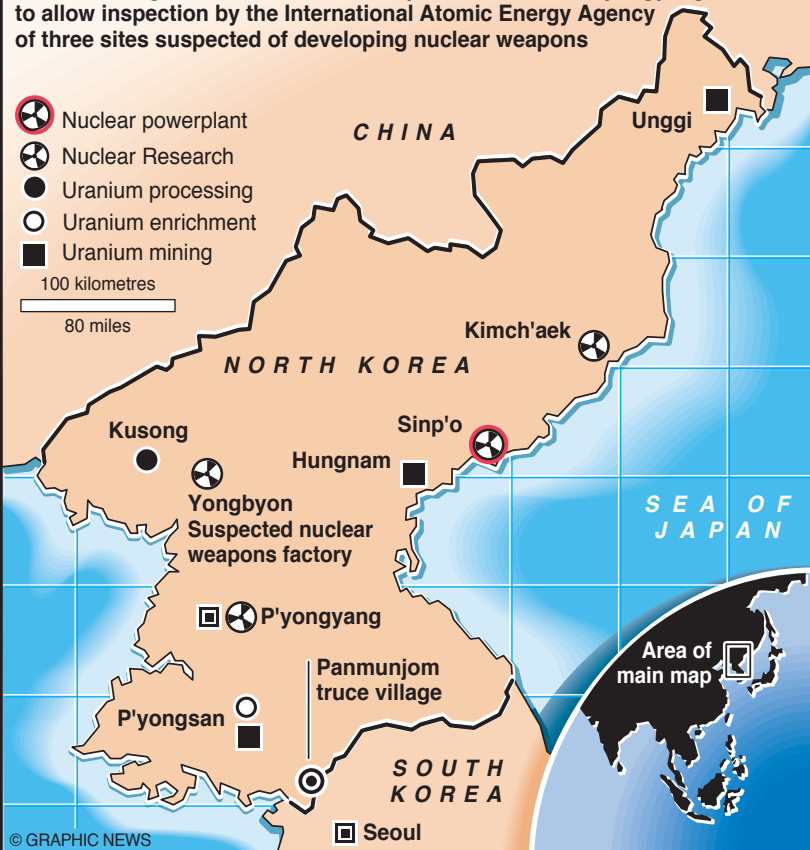 to allow inspection by the International Atomic Energy Agency
of three sites suspected of developing nuclear weapons
Nuclear powerplant
Nuclear Research
Uranium processing
Uranium enrichment
Uranium mining
100 kilometres
80 miles
CHINA
Unggi
Kimch'aek
NORTH KOREA
Sinp'o
Kusong
Hungnam
Yongbyon
Suspected nuclear
weapons factory
SEA OF
JAPAN
P'yongyang
Area of
main map
Panmunjom
truce village
P'yongsan
SOUTH
KOREA
Seoul
© GRAPHIC NEWS